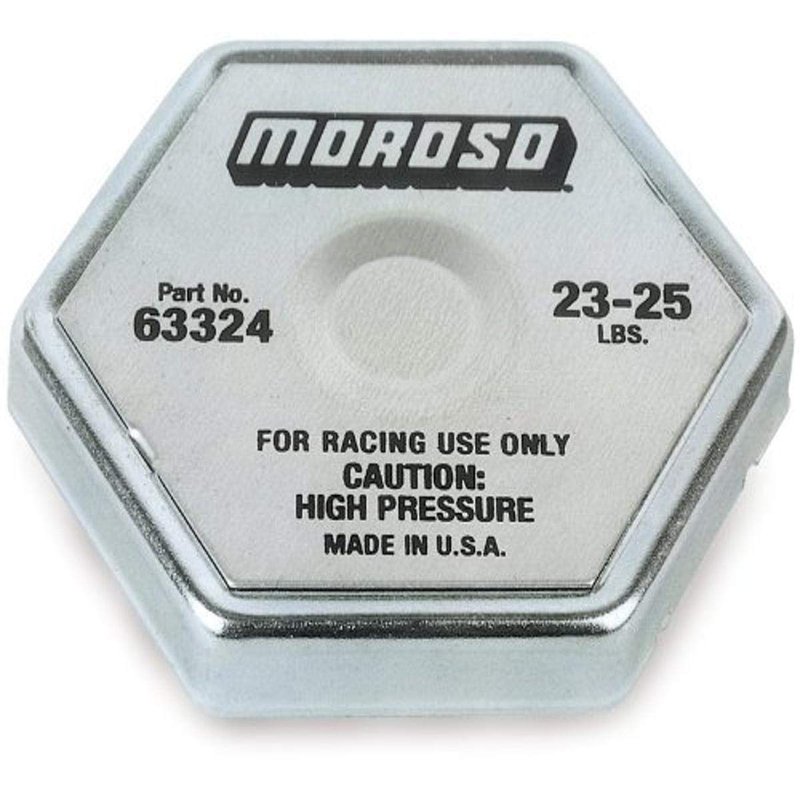 MOROSO
Part No.
63324
23-25
LBS.
FOR RACING USE ONLY
CAUTION:
HIGH PRESSURE
MADE IN U.S.A.